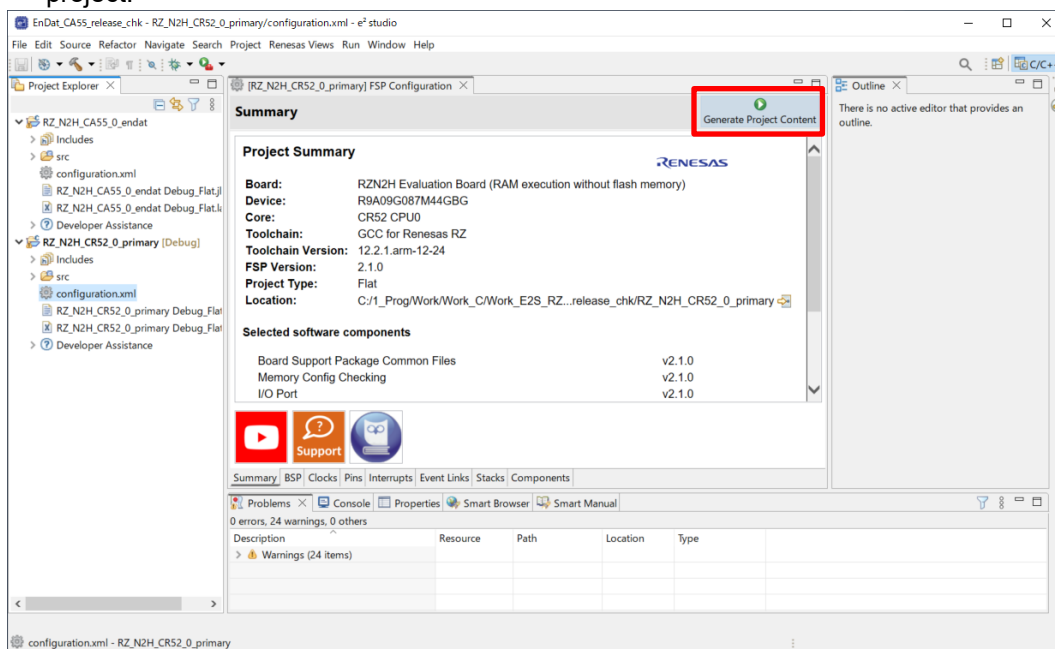 project.
EnDat_CA55_release_chk - RZ_N2H_CR52_0_primary/configuration.xml - e² studio
File Edit Source Refactor Navigate Search Project Renesas Views Run Window Help
C/C+
Project Explorer
RZ_N2H_CA55_0_endat
Includes
src
configuration.xml
RZ_N2H_CA55_0_endat Debug_Flat.jl
RZ_N2H_CA55_0_endat Debug_Flat.la
Developer Assistance
RZ_N2H_CR52_0_primary [Debug]
Includes
src
configuration.xml
RZ_N2H_CR52_0_primary Debug_Flat
RZ_N2H_CR52_0_primary Debug_Flat
Developer Assistance
[RZ_N2H_CR52_0_primary] FSP Configuration
Summary
Generate Project Content
Project Summary
RENESAS
Board: RZN2H Evaluation Board (RAM execution without flash memory)
Device: R9A09G087M44GBG
Core: CR52 CPU0
Toolchain: GCC for Renesas RZ
Toolchain Version: 12.2.1.arm-12-24
FSP Version: 2.1.0
Project Type: Flat
Location: C:/1_Prog/Work/Work_C/Work_E2S_RZ...release_chk/RZ_N2H_CR52_0_primary
Selected software components
Board Support Package Common Files v2.1.0
Memory Config Checking v2.1.0
I/O Port v2.1.0
Support
Summary BSP Clocks Pins Interrupts Event Links Stacks Components
Outline
There is no active editor that provides an
outline.
Problems Console Properties Smart Browser Smart Manual
0 errors, 24 warnings, 0 others
Description Resource Path Location Type
Warnings (24 items)
configuration.xml - RZ_N2H_CR52_0_primary